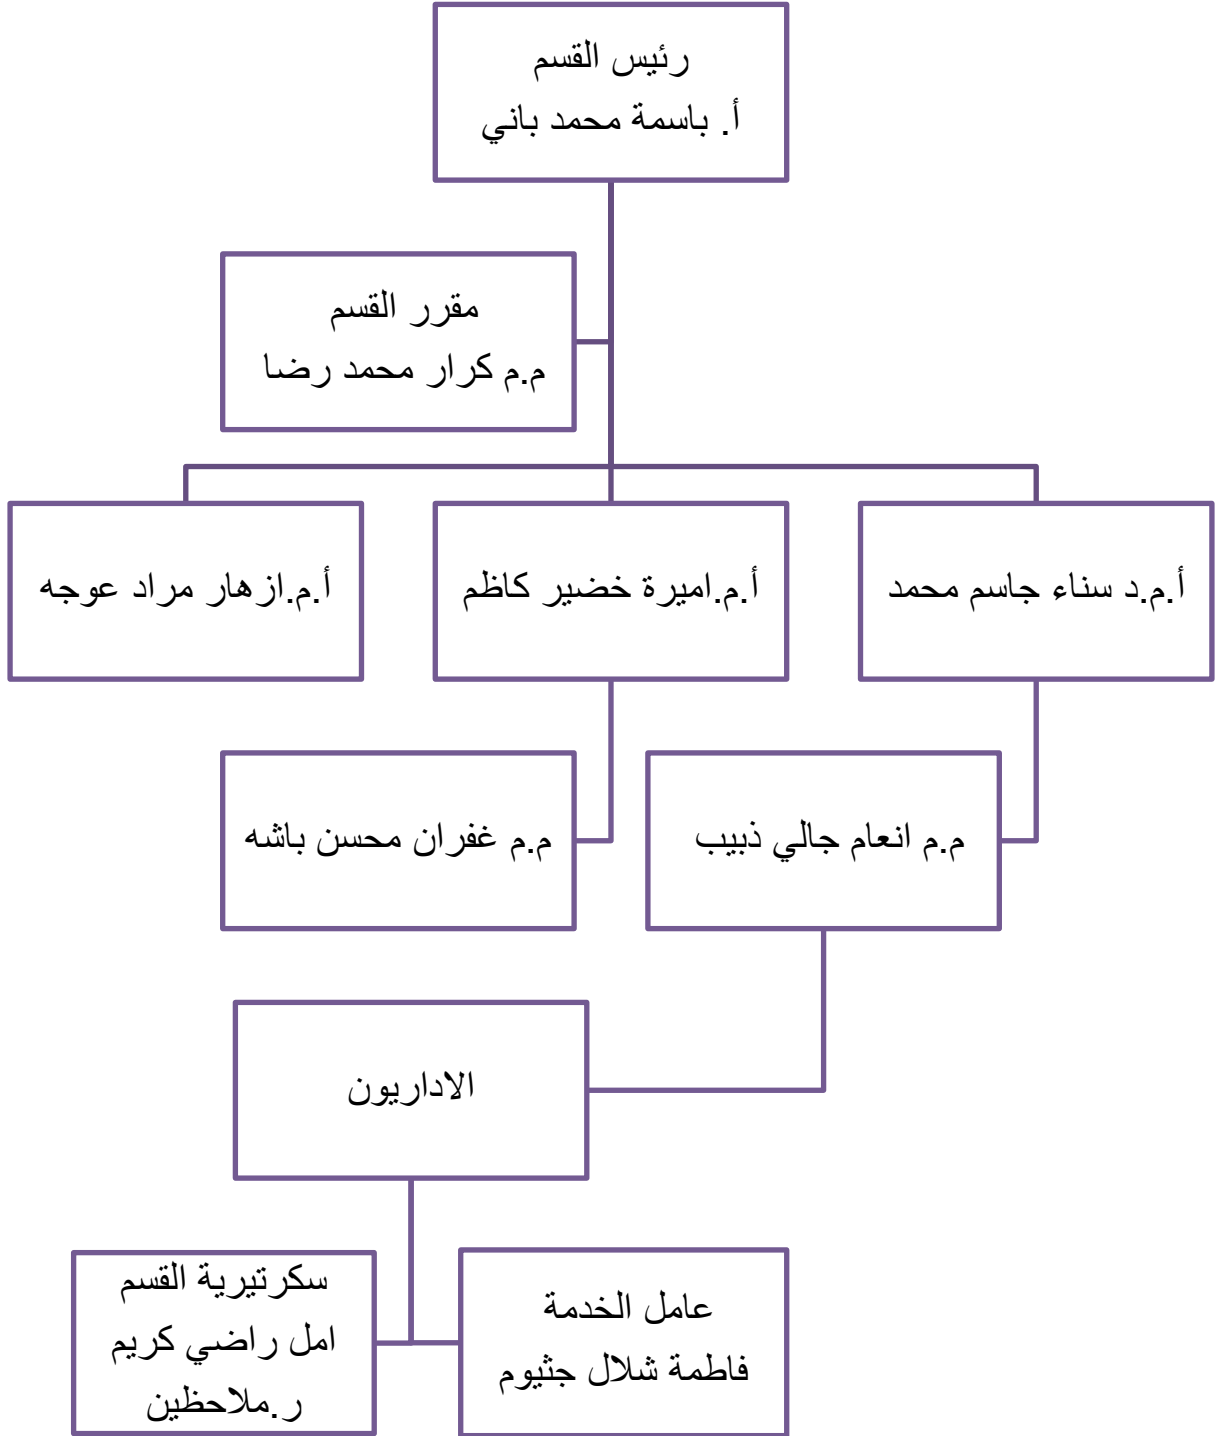 رئيس القسم
أ. باسمة محمد باني
مقرر القسم
م.م كرار محمد رضا
أ.م.د سناء جاسم محمد
أ.م.اميرة خضير كاظم
أ.م.ازهار مراد عوجه
م.م انعام جالي ذبيب
م.م غفران محسن باشه
الاداريون
عامل الخدمة
فاطمة شلال جثيوم
سكرتيرية القسم
امل راضي كريم
ر.ملاحظين